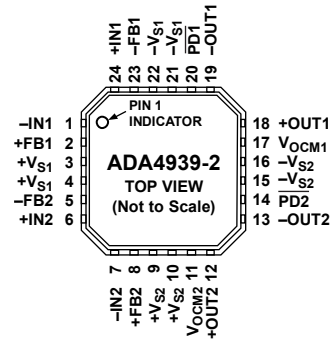 24 +IN1
23 –FB1
22 –VS1
21 –VS1
20 PD1
19 –OUT1
–IN1 1
+FB1 2
+VS1 3
+VS1 4
–FB2 5
+IN2 6
PIN 1
INDICATOR
ADA4939-2
TOP VIEW
(Not to Scale)
18 +OUT1
17 VOCM1
16 –VS2
15 –VS2
14 PD2
13 –OUT2
–IN2 7
+FB2 8
+VS2 9
+VS2 10
VOCM2 11
+OUT2 12